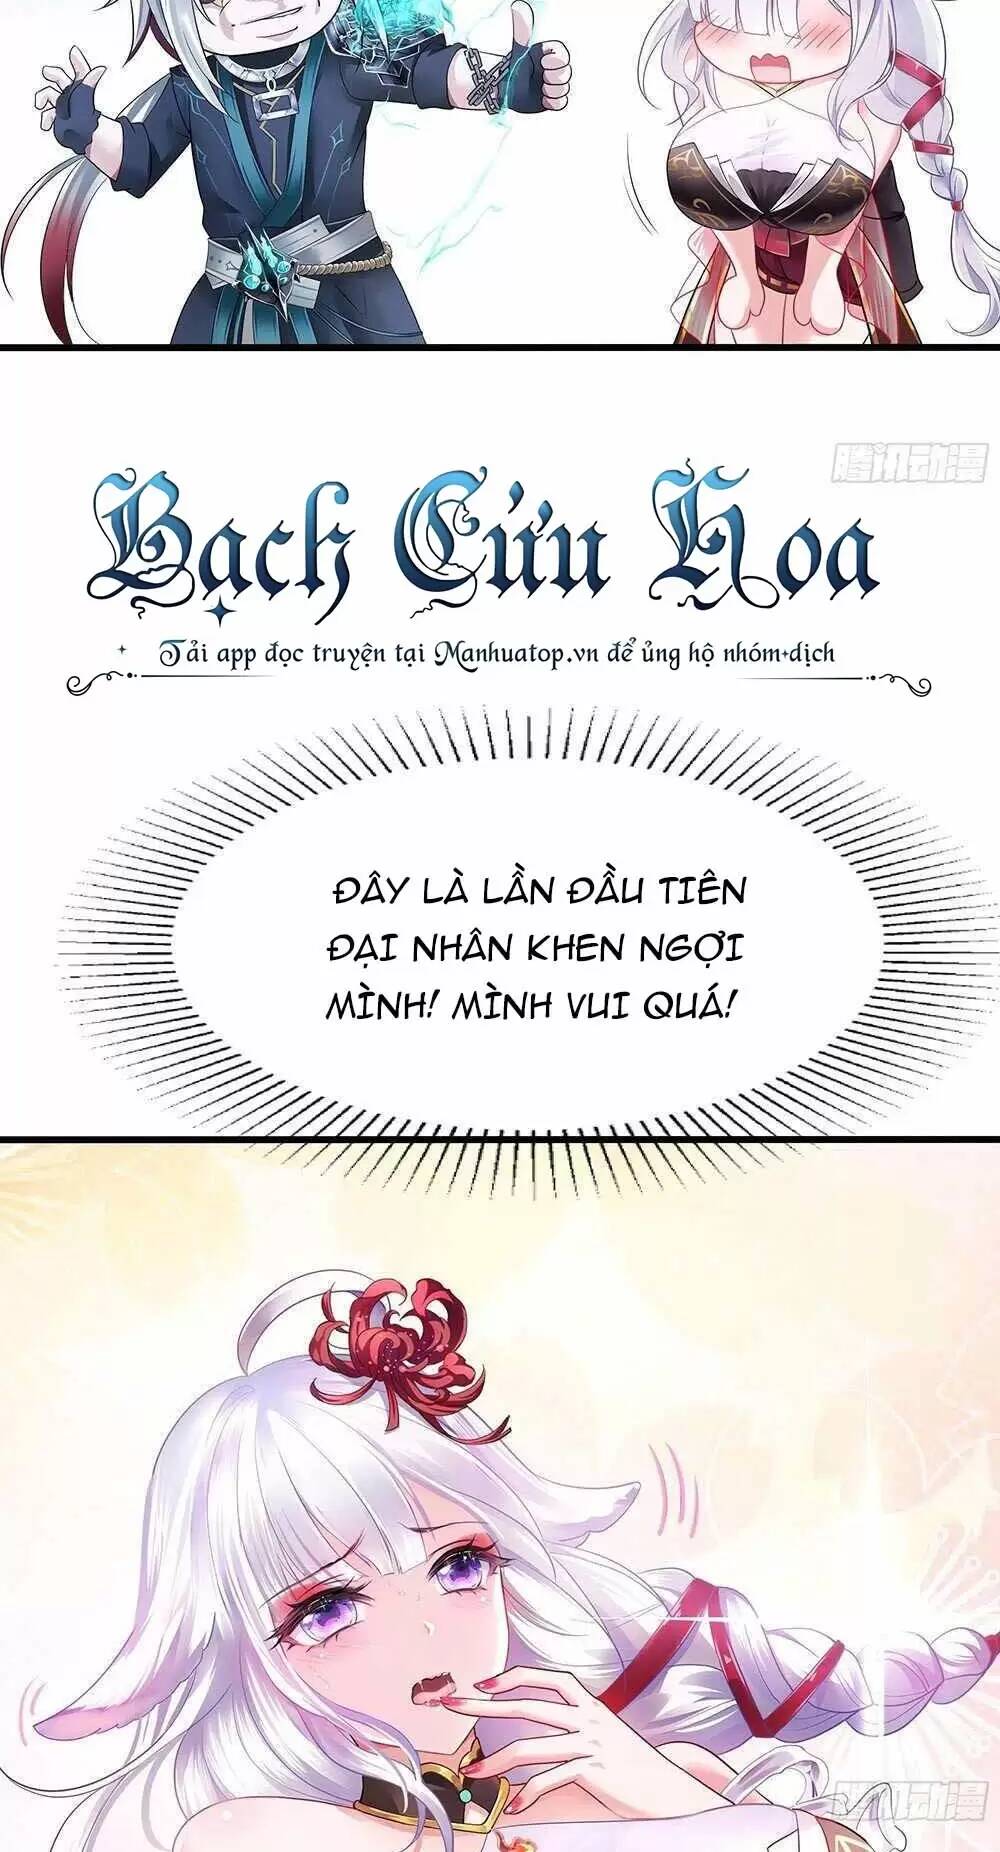 腾讯动漫
Bạch Cửu Hoa
Tải app đọc truyện tại Manhuatop.vn để ủng hộ nhóm dịch
ĐÂY LÀ LẦN ĐẦU TIÊN
ĐẠI NHÂN KHEN NGỢI
MÌNH! MÌNH VUI QUÁ!
腾讯动漫